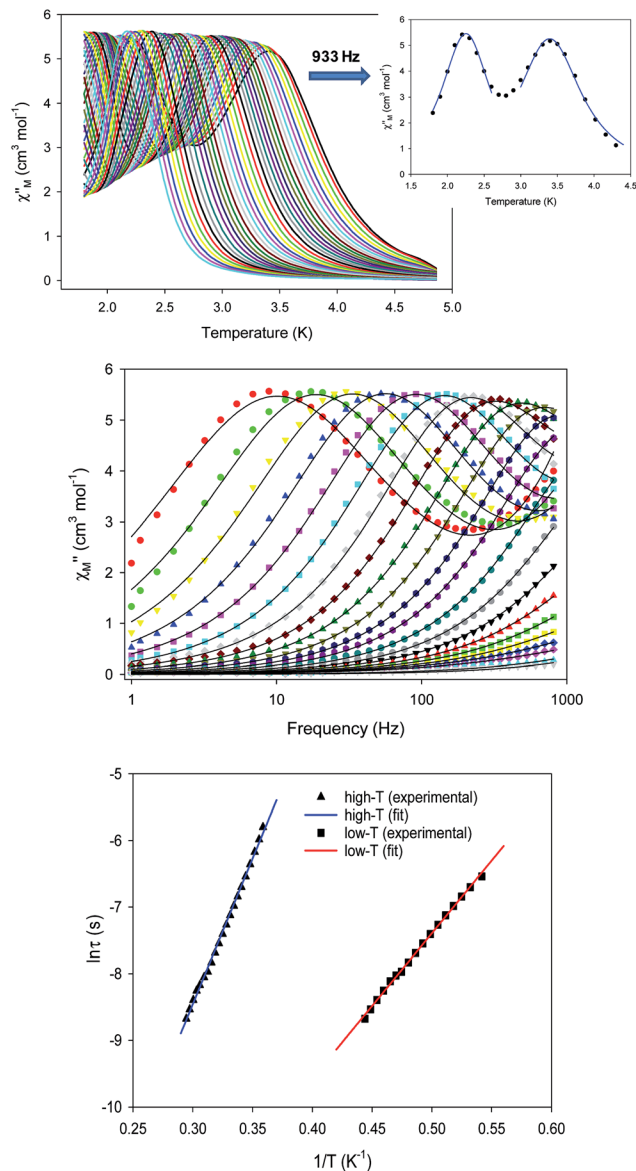 6
5
4
3
2
1
0
χ"M (cm3 mol-1)
2.0 2.5 3.0 3.5 4.0 4.5 5.0
Temperature (K)
933 Hz
6
5
4
3
2
1
0
χ"M (cm3 mol-1)
1.5 2.0 2.5 3.0 3.5 4.0 4.5
Temperature (K)
6
5
4
3
2
1
0
χM" (cm3 mol-1)
1 10 100 1000
Frequency (Hz)
-5
-6
-7
-8
-9
-10
lnτ (s)
high-T (experimental)
high-T (fit)
low-T (experimental)
low-T (fit)
0.25 0.30 0.35 0.40 0.45 0.50 0.55 0.60
1/T (K-1)